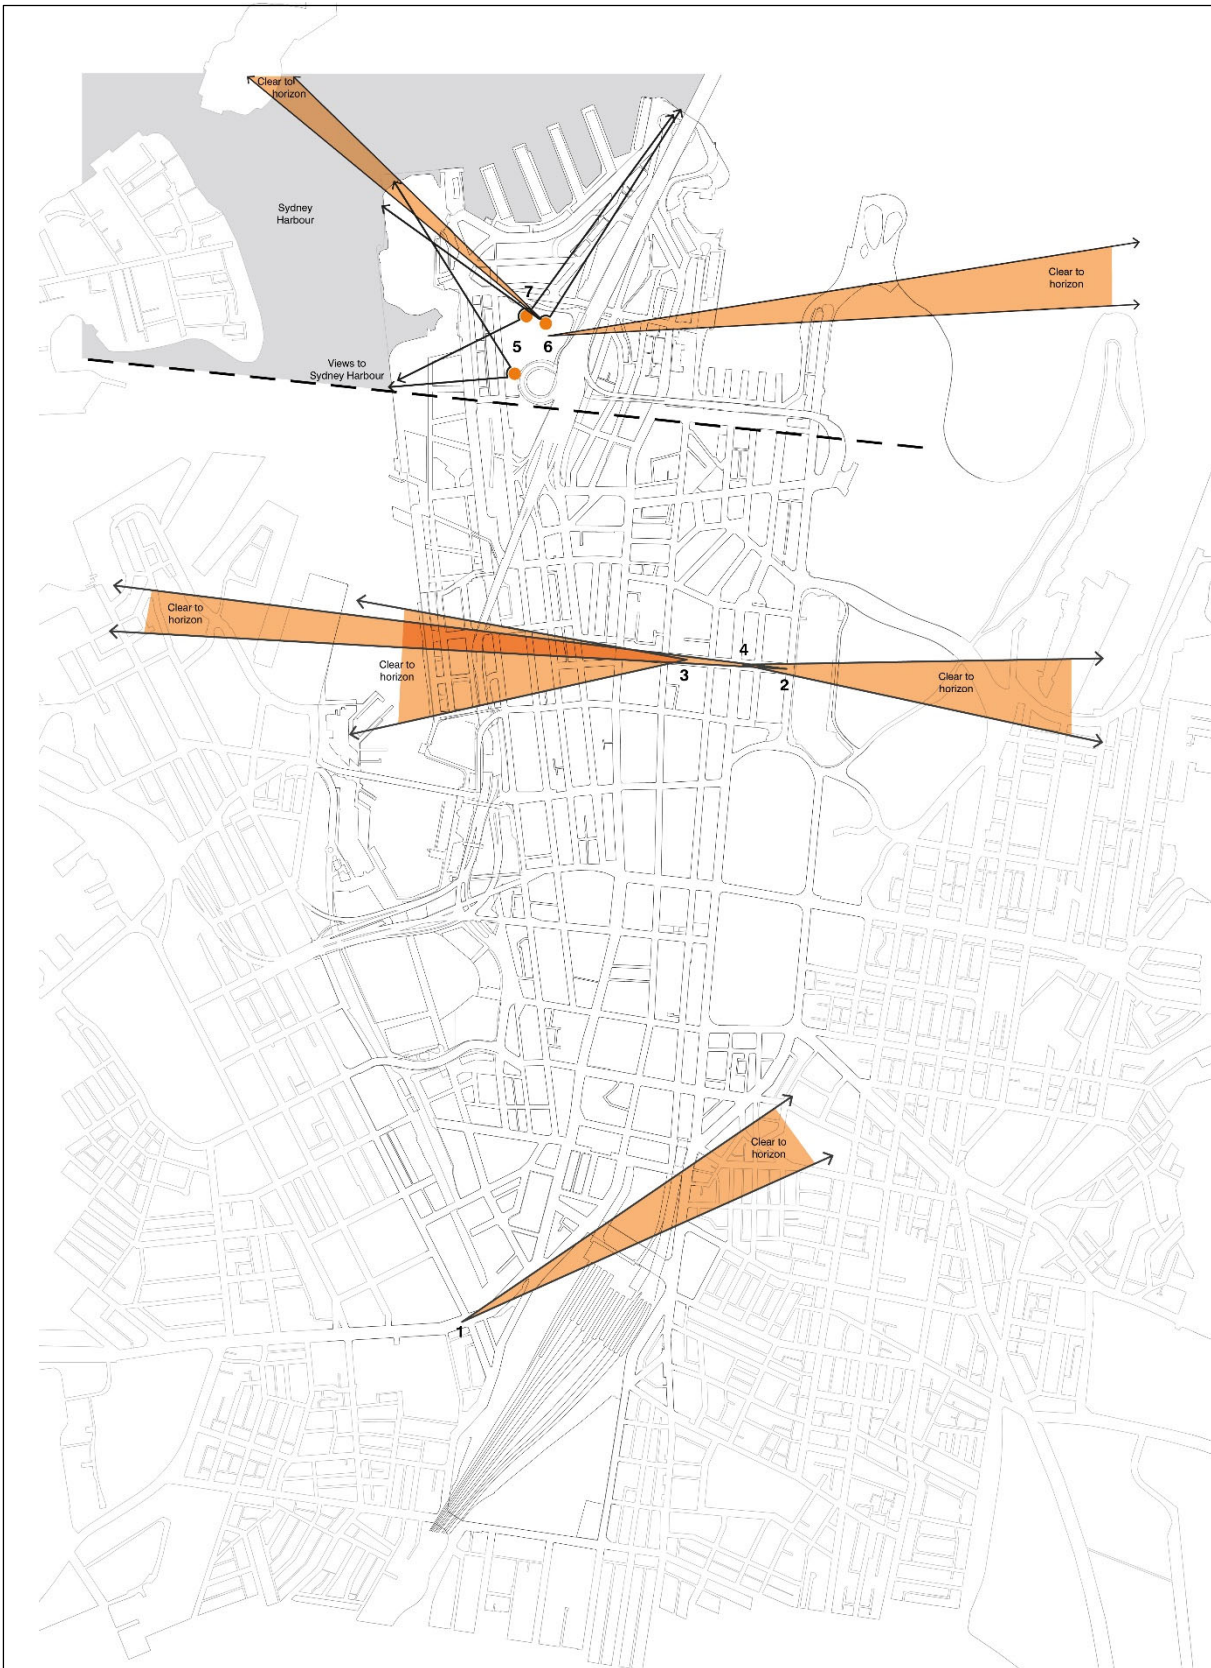 Clear to
horizon
Sydney
Harbour
Clear to
horizon
7
5
6
Views to
Sydney Harbour
Clear to
horizon
Clear to
horizon
4
3
2
Clear to
horizon
Clear to
horizon
1